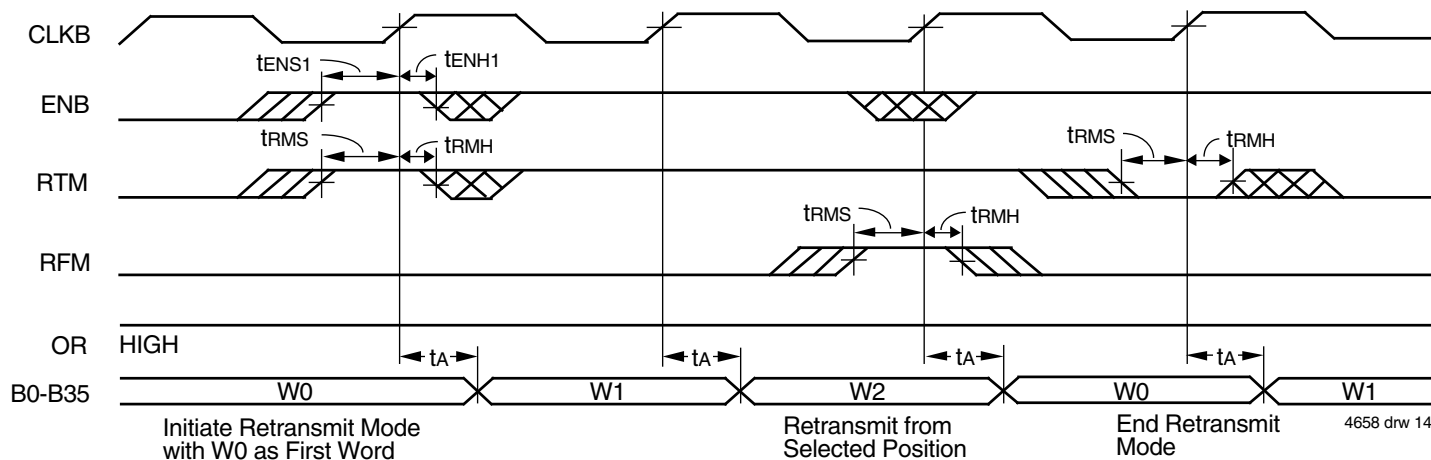 CLKB
tENS1 tENH1
ENB
tRMS tRMH
tRMS tRMH
RTM
tRMS tRMH
RFM
OR HIGH
tA tA tA tA
B0-B35 W0 W1 W2 W0 W1
Initiate Retransmit Mode
with W0 as First Word
Retransmit from
Selected Position
End Retransmit
Mode
4658 drw 14